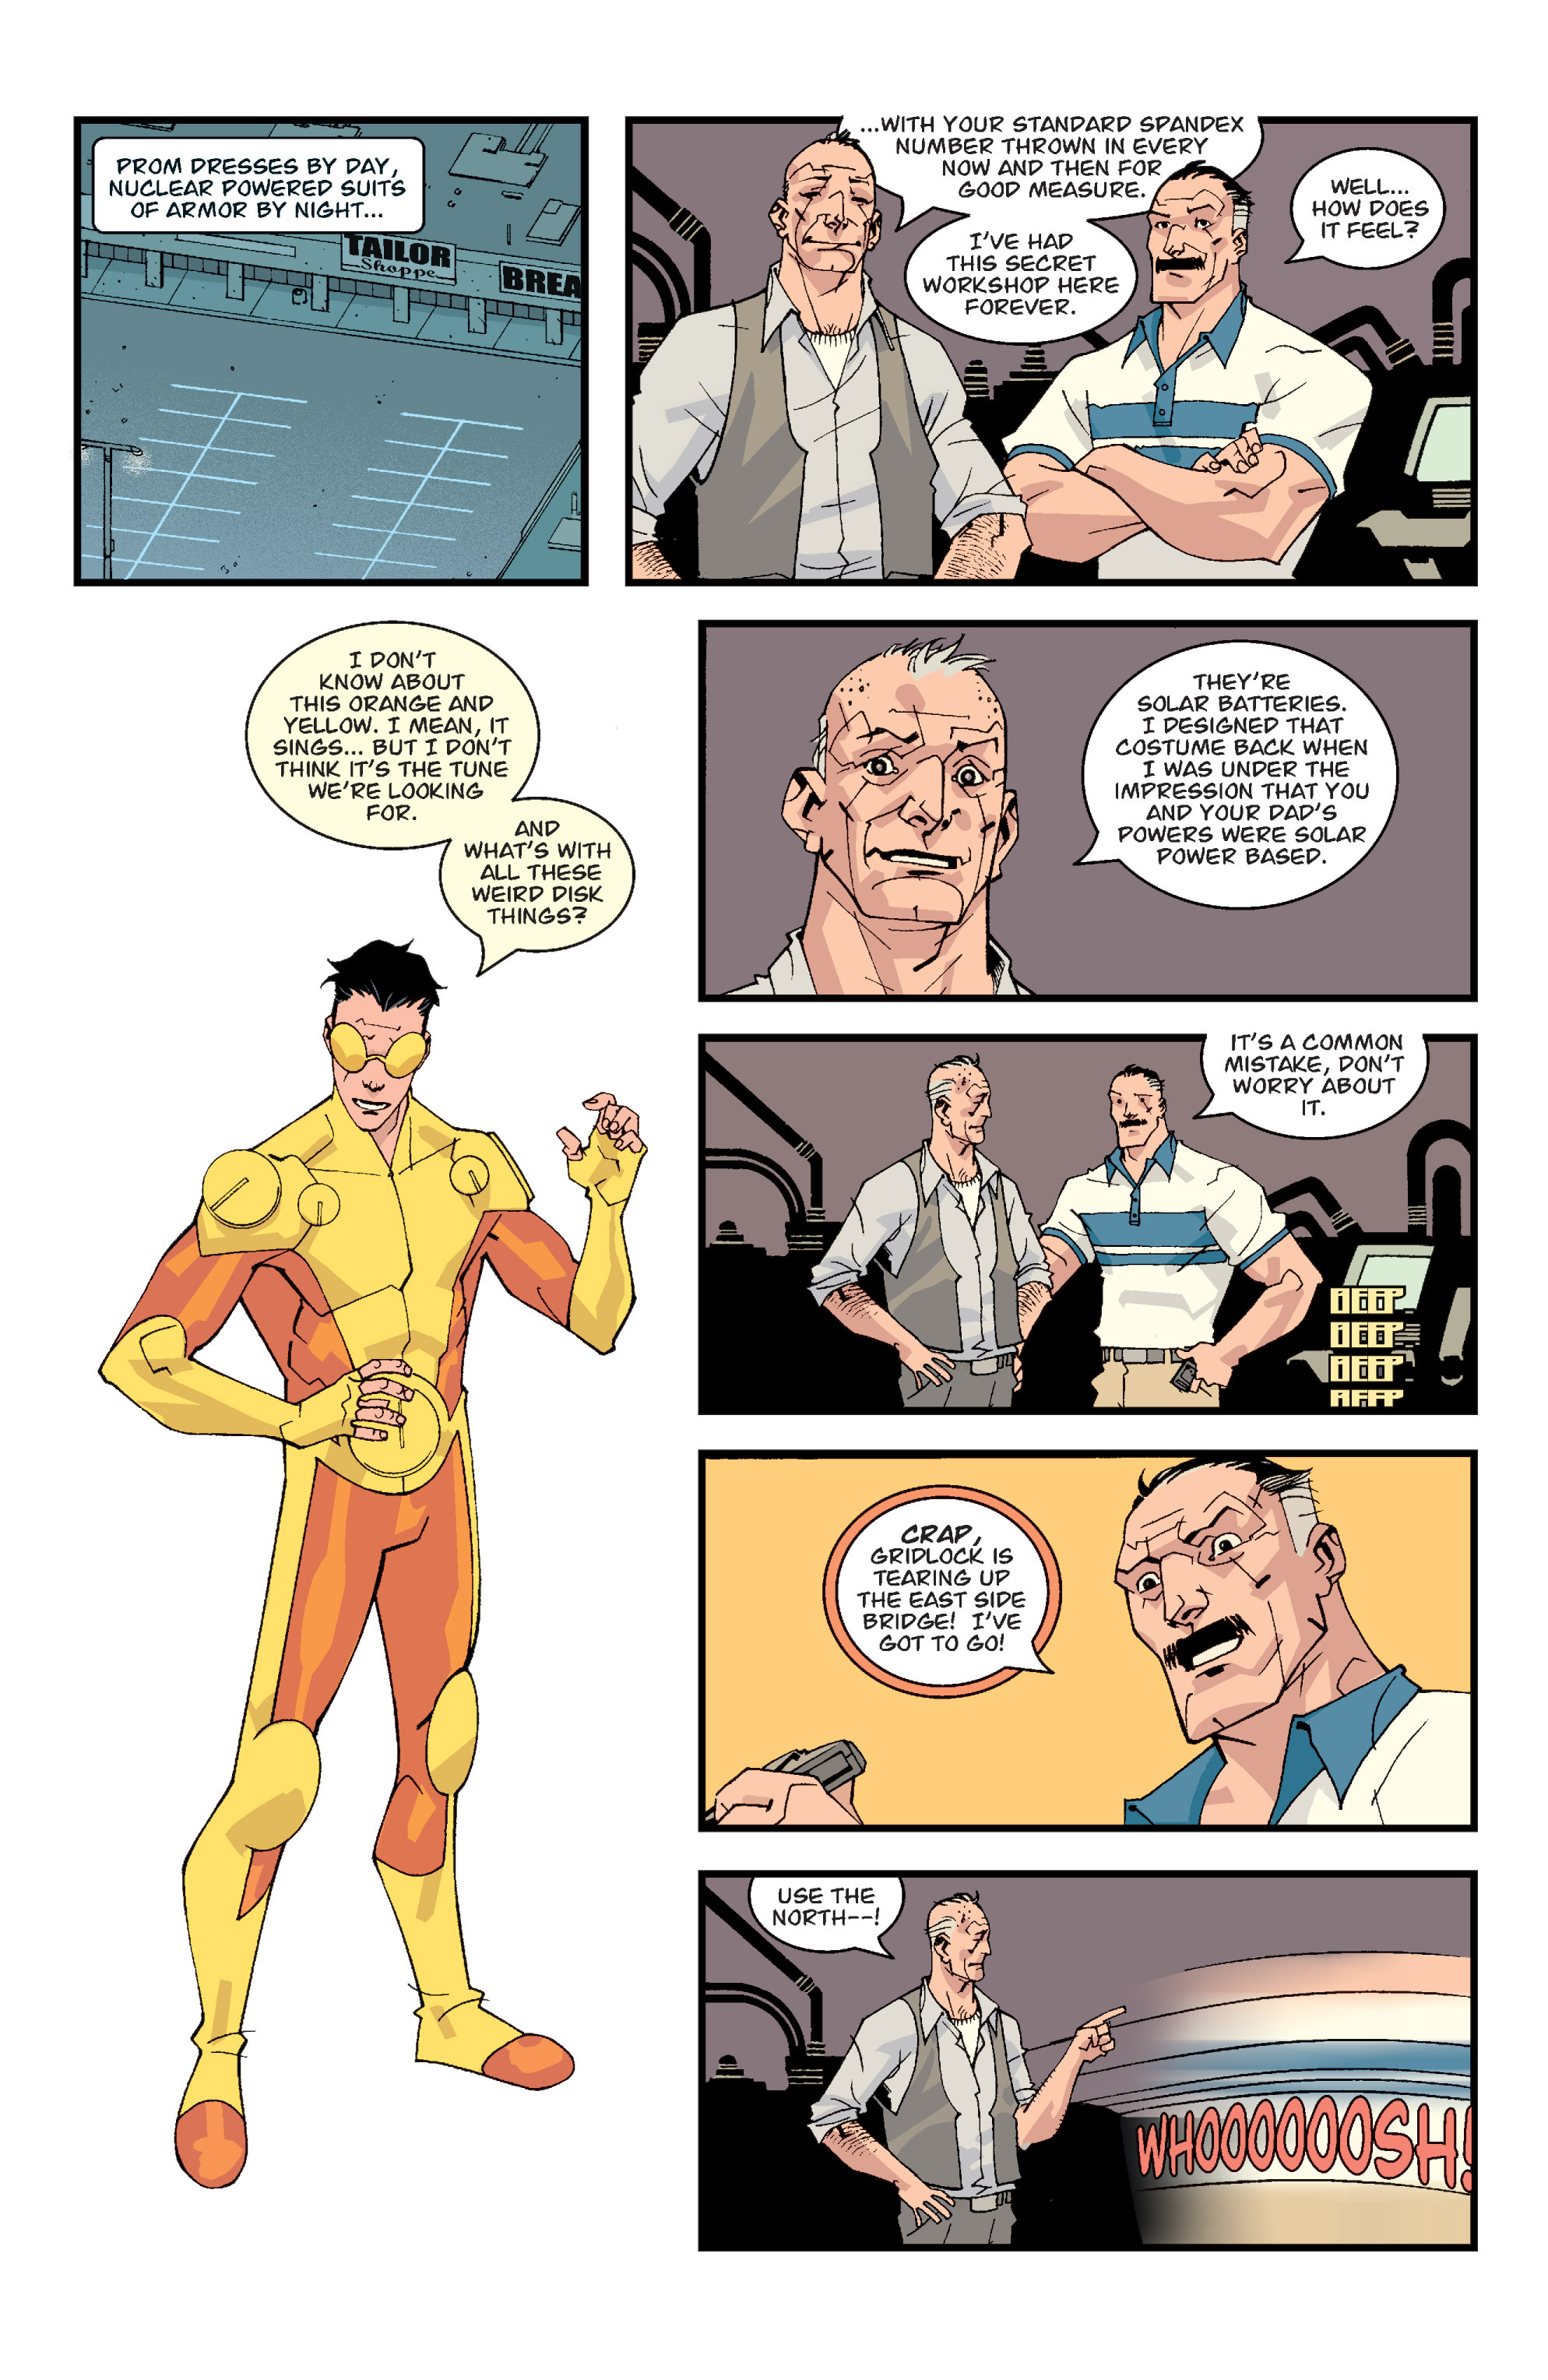 PROM DRESSES BY DAY,
NUCLEAR POWERED SUITS
OF ARMOR BY NIGHT...
TAILOR
Shoppe
BREA
...WITH YOUR STANDARD SPANDEX
NUMBER THROWN IN EVERY
NOW AND THEN FOR
GOOD MEASURE.
I'VE HAD
THIS SECRET
WORKSHOP HERE
FOREVER.
WELL...
HOW DOES
IT FEEL?
I DON'T
KNOW ABOUT
THIS ORANGE AND
YELLOW. I MEAN, IT
SINGS... BUT I DON'T
THINK IT'S THE TUNE
WE'RE LOOKING
FOR.
AND
WHAT'S WITH
ALL THESE
WEIRD DISK
THINGS?
THEY'RE
SOLAR BATTERIES.
I DESIGNED THAT
COSTUME BACK WHEN
I WAS UNDER THE
IMPRESSION THAT YOU
AND YOUR DAD'S
POWERS WERE SOLAR
POWER BASED.
IT'S A COMMON
MISTAKE, DON'T
WORRY ABOUT
IT.
BEEP
BEEP
BEEP
BEEP
CRAP,
GRIDLOCK IS
TEARING UP
THE EAST SIDE
BRIDGE! I'VE
GOT TO GO!
USE THE
NORTH--!
WHOOOOOOSH!